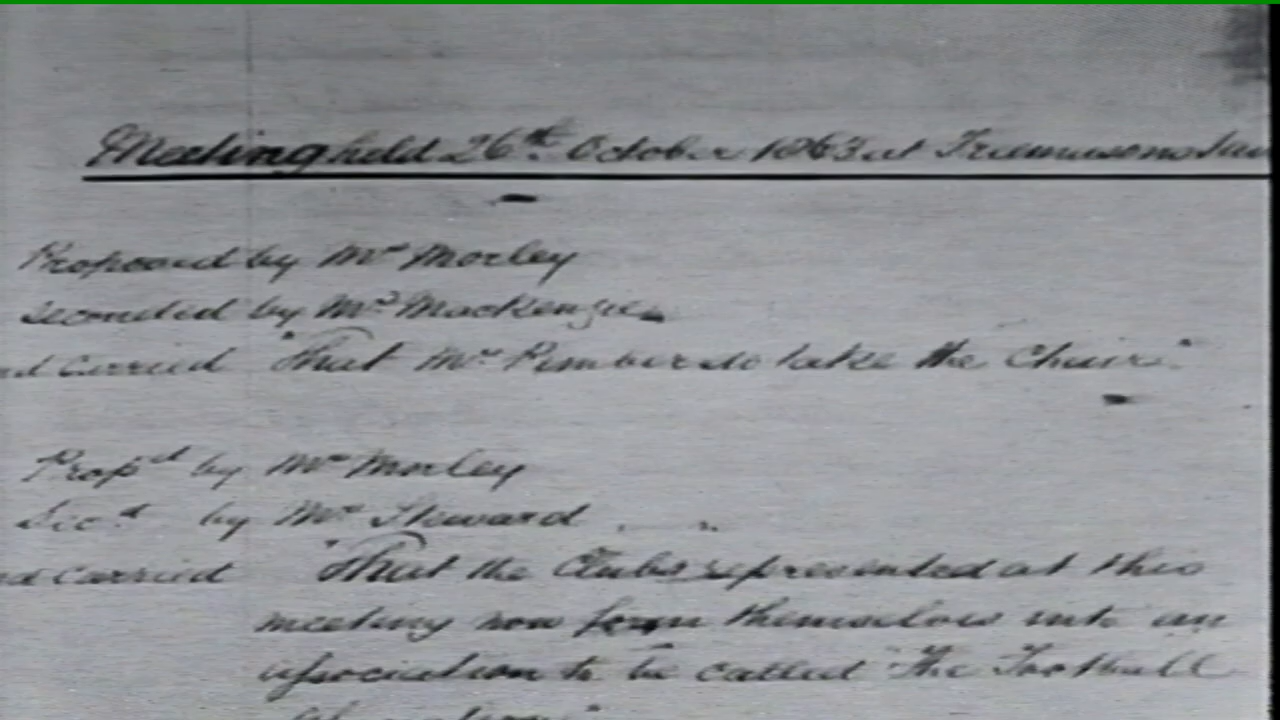 Meeting held 26th October 1863 at Freemasons Tav
Proposed by Mr Morley
Seconded by Mr Mackenzie
nd Carried "That Mr Pember do take the Chair."
Propd by Mr Morley
Secd by Mr Steward
nd Carried "That the Clubs represented at this
meeting now form themselves into an
association to be called "The Football